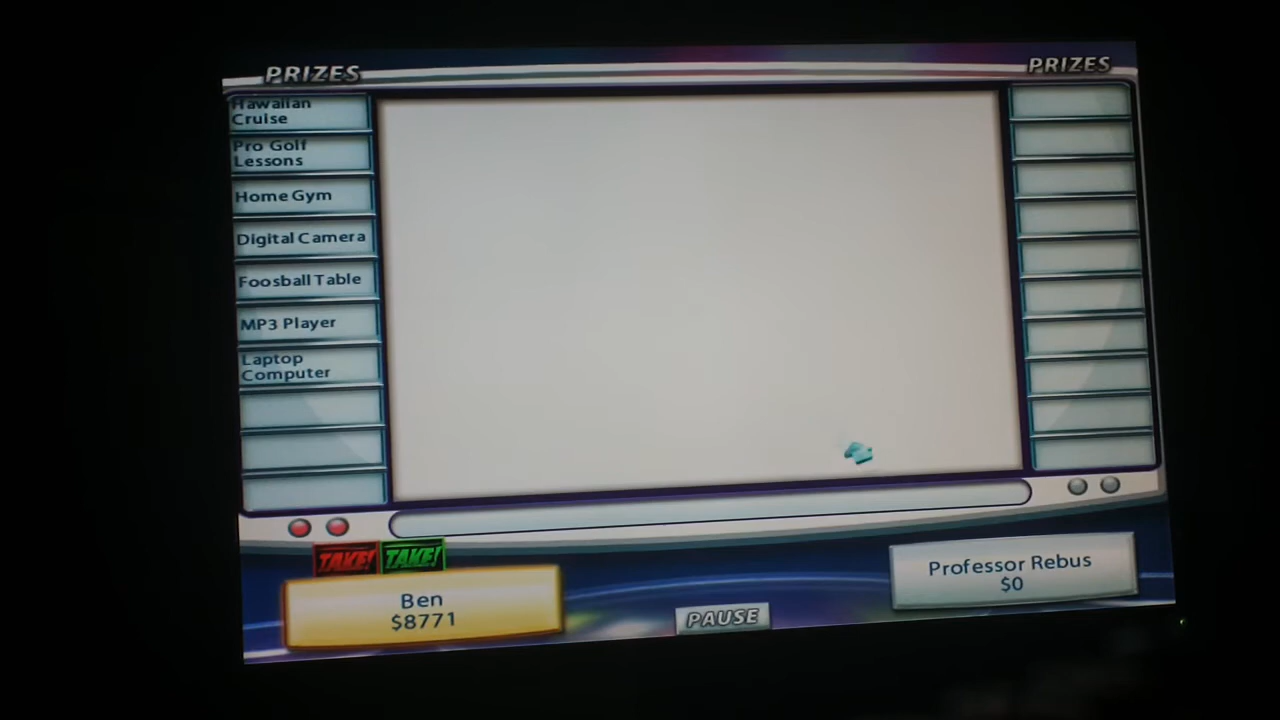 PRIZES
PRIZES
Hawaiian
Cruise
Pro Golf
Lessons
Home Gym
Digital Camera
Foosball Table
MP3 Player
Laptop
Computer
TAKE! TAKE!
Ben
$8771
PAUSE
Professor Rebus
$0